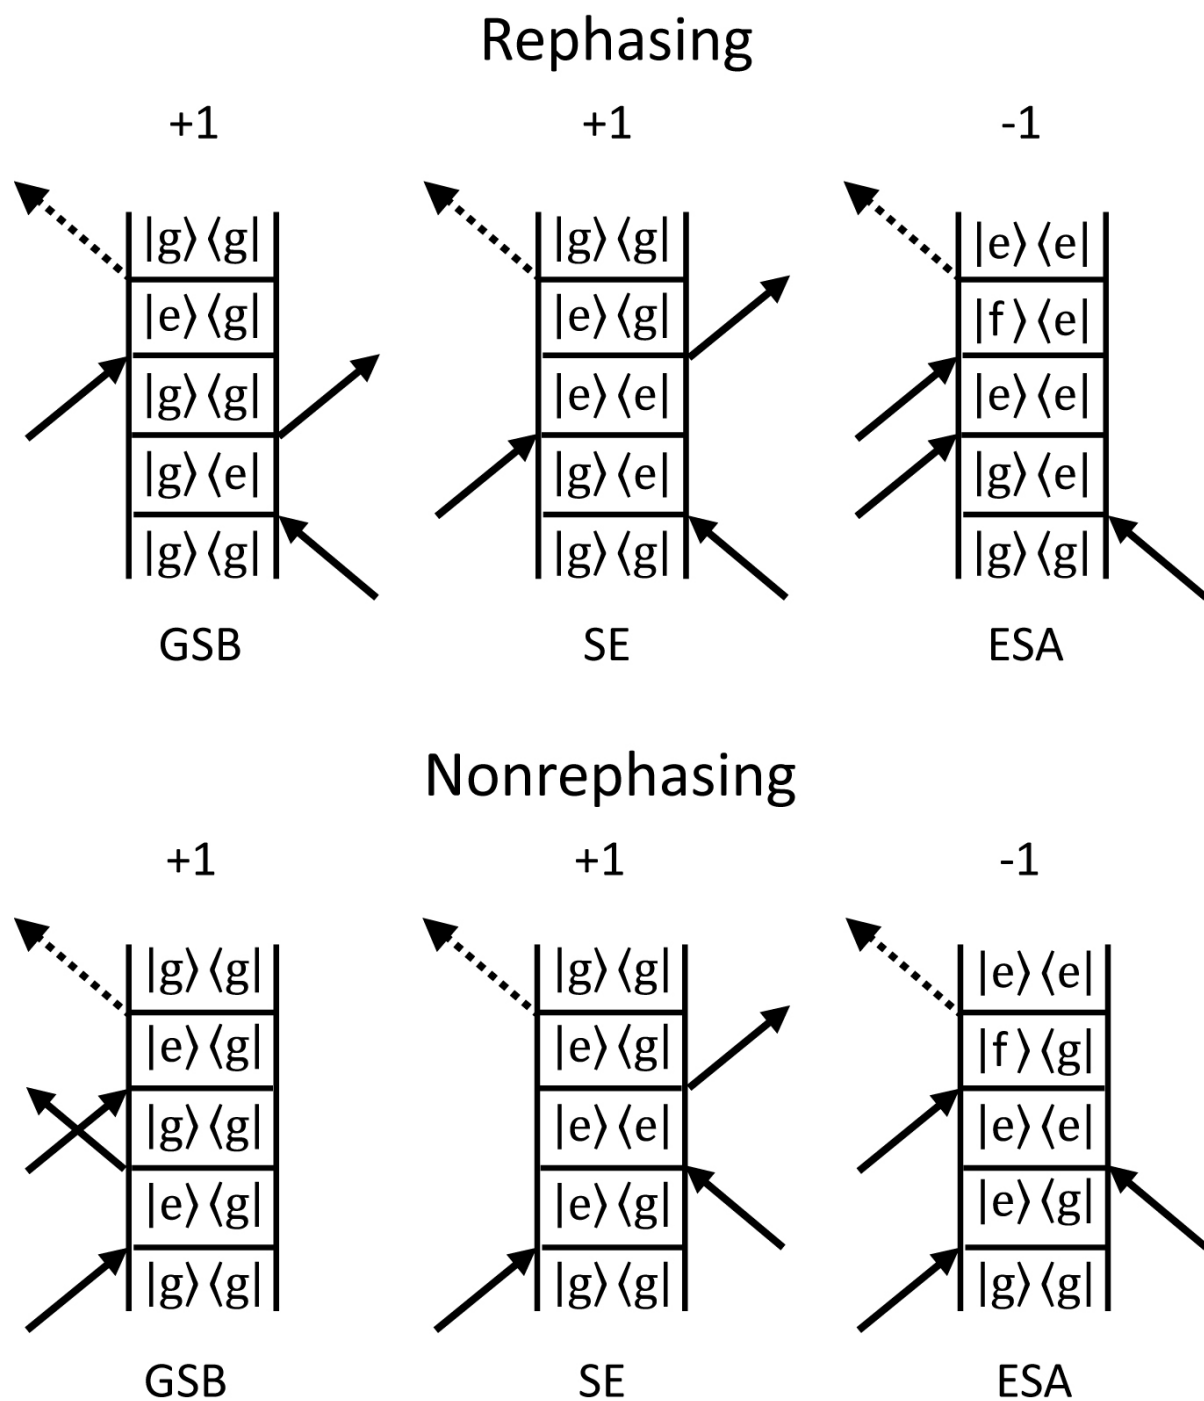 Rephasing
+1 +1 -1
|g⟩⟨g| |g⟩⟨g| |e⟩⟨e|
|e⟩⟨g| |e⟩⟨g| |f⟩⟨e|
|g⟩⟨g| |e⟩⟨e| |e⟩⟨e|
|g⟩⟨e| |g⟩⟨e| |g⟩⟨e|
|g⟩⟨g| |g⟩⟨g| |g⟩⟨g|
GSB SE ESA
Nonrephasing
+1 +1 -1
|g⟩⟨g| |g⟩⟨g| |e⟩⟨e|
|e⟩⟨g| |e⟩⟨g| |f⟩⟨g|
|g⟩⟨g| |e⟩⟨e| |e⟩⟨e|
|e⟩⟨g| |e⟩⟨g| |e⟩⟨g|
|g⟩⟨g| |g⟩⟨g| |g⟩⟨g|
GSB SE ESA